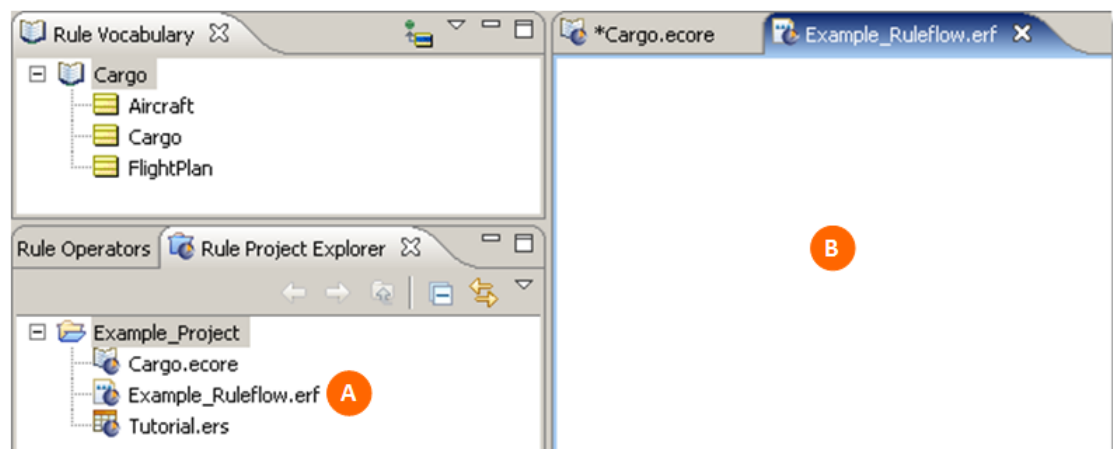 Rule Vocabulary
Cargo
Aircraft
Cargo
FlightPlan
Rule Operators Rule Project Explorer
Example_Project
Cargo.ecore
Example_Ruleflow.erf A
Tutorial.ers
*Cargo.ecore Example_Ruleflow.erf
B